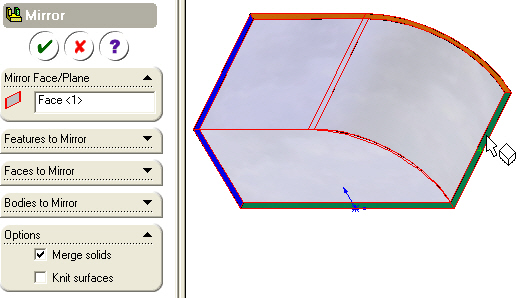 Mirror
?
Mirror Face/Plane
Face <1>
Features to Mirror
Faces to Mirror
Bodies to Mirror
Options
Merge solids
Knit surfaces